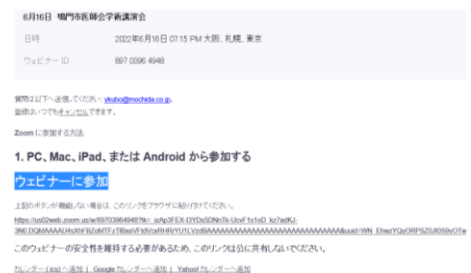 6月16日 鳴門市医師会学術講演会
日時 2022年6月16日 07:15 PM 大阪、札幌、東京
ウェビナー ID 897 0396 4948
質問は以下へ送信してください: ykubo@mochida.co.jp。
登録はいつでもキャンセルできます。
Zoom に参加する方法
1. PC、Mac、iPad、または Android から参加する
ウェビナーに参加
上記のボタンが機能しない場合は、このリンクをブラウザに貼り付けてください。
このウェビナーの安全性を維持する必要があるため、このリンクは公に共有しないでください。
カレンダー (.ics) へ追加 | Google カレンダーへ追加 | Yahoo! カレンダーへ追加